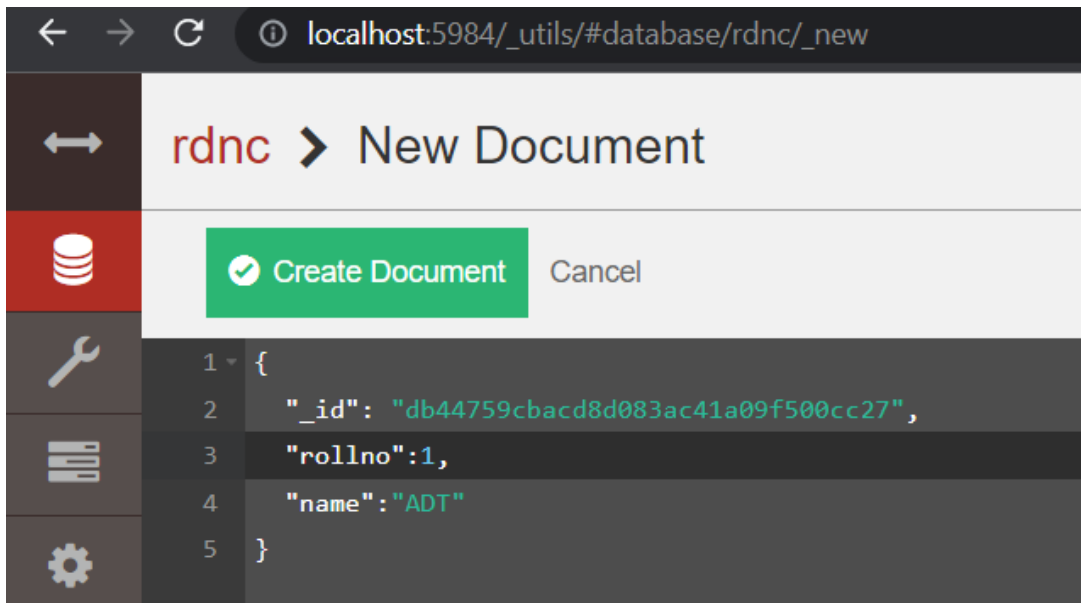 localhost:5984/_utils/#database/rdnc/_new
rdnc > New Document
Create Document Cancel
1 {
2 "_id": "db44759cbacd8d083ac41a09f500cc27",
3 "rollno":1,
4 "name":"ADT"
5 }